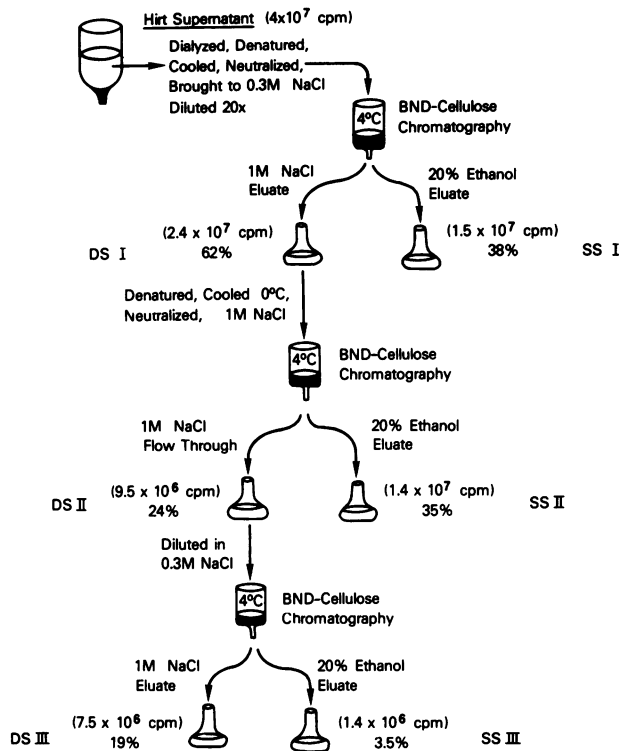 Hirt Supernatant (4x10⁷ cpm)
Dialyzed, Denatured,
Cooled, Neutralized,
Brought to 0.3M NaCl
Diluted 20x
4ºC
BND-Cellulose
Chromatography
1M NaCl
Eluate
20% Ethanol
Eluate
DS I
(2.4 x 10⁷ cpm)
62%
(1.5 x 10⁷ cpm)
38%
SS I
Denatured, Cooled 0ºC,
Neutralized, 1M NaCl
4ºC
BND-Cellulose
Chromatography
1M NaCl
Flow Through
20% Ethanol
Eluate
DS II
(9.5 x 10⁶ cpm)
24%
(1.4 x 10⁷ cpm)
35%
SS II
Diluted in
0.3M NaCl
4ºC
BND-Cellulose
Chromatography
1M NaCl
Eluate
20% Ethanol
Eluate
DS III
(7.5 x 10⁶ cpm)
19%
(1.4 x 10⁶ cpm)
3.5%
SS III